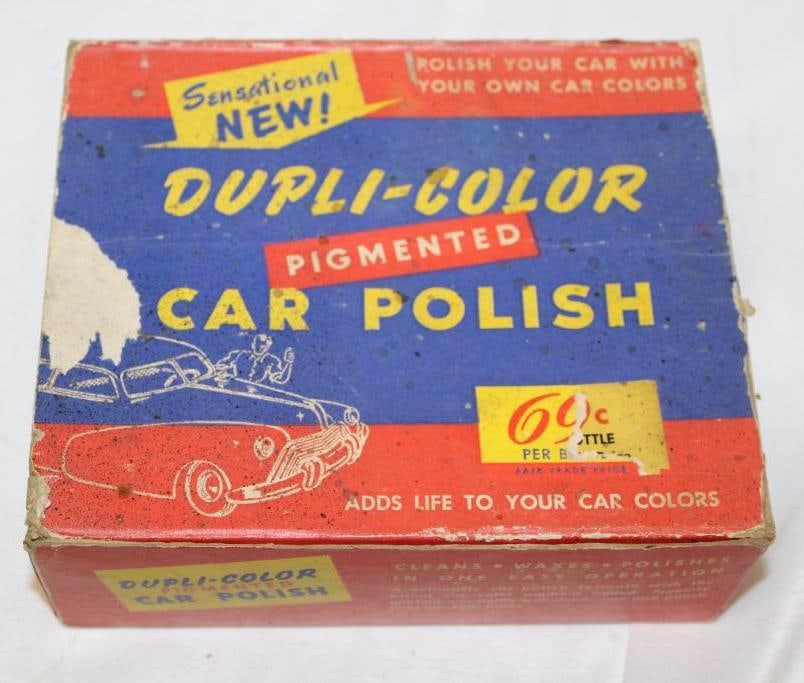 Sensational
NEW!
POLISH YOUR CAR WITH
YOUR OWN CAR COLORS
DUPLI-COLOR
PIGMENTED
CAR POLISH
69c
PER
FAIR TRADE PRICE
ADDS LIFE TO YOUR CAR COLORS
DUPLI-COLOR
PIGMENTED
CAR POLISH
CLEANS • WAXES • POLISHES
IN ONE EASY OPERATION